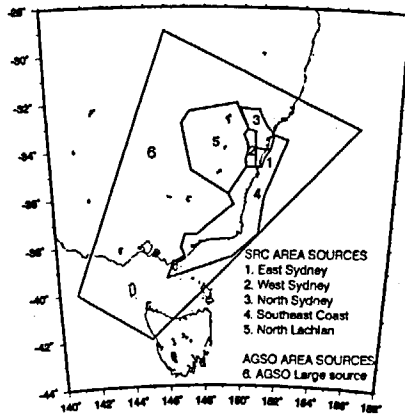 -28°
-30°
-32°
-34°
-36°
-38°
-40°
-42°
-44°
3
5
6
2
1
4
SRC AREA SOURCES
1. East Sydney
2. West Sydney
3. North Sydney
4. Southeast Coast
5. North Lachlan
AGSO AREA SOURCES
6. AGSO Large source
140° 142° 144° 146° 148° 150° 152° 154° 156° 158°